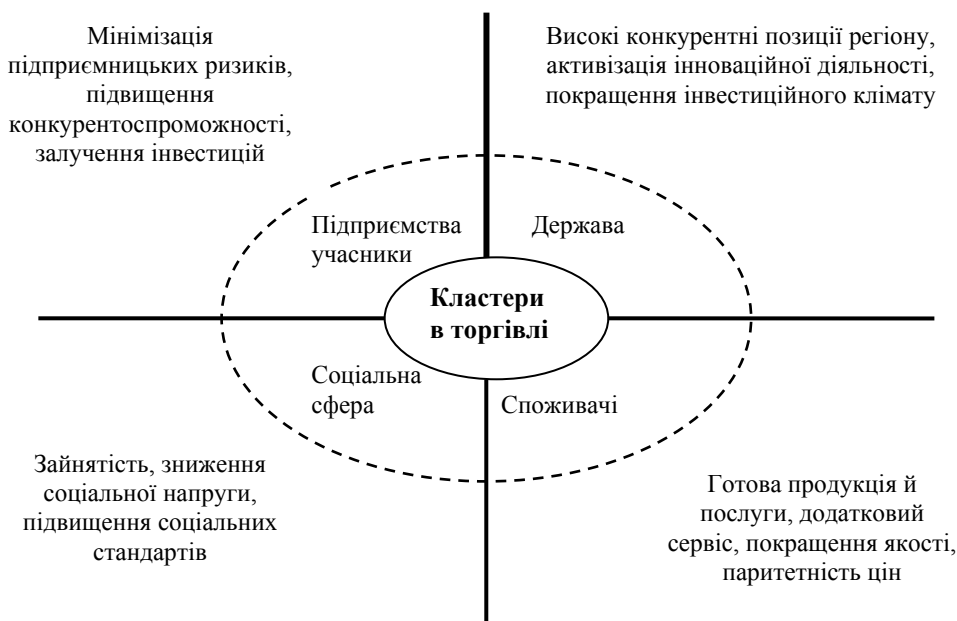 Мінімізація
підприємницьких ризиків,
підвищення
конкурентоспроможності,
залучення інвестицій
Високі конкурентні позиції регіону,
активізація інноваційної діяльності,
покращення інвестиційного клімату
Підприємства
учасники
Держава
Кластери
в торгівлі
Соціальна
сфера
Споживачі
Зайнятість, зниження
соціальної напруги,
підвищення соціальних
стандартів
Готова продукція й
послуги, додатковий
сервіс, покращення якості,
паритетність цін